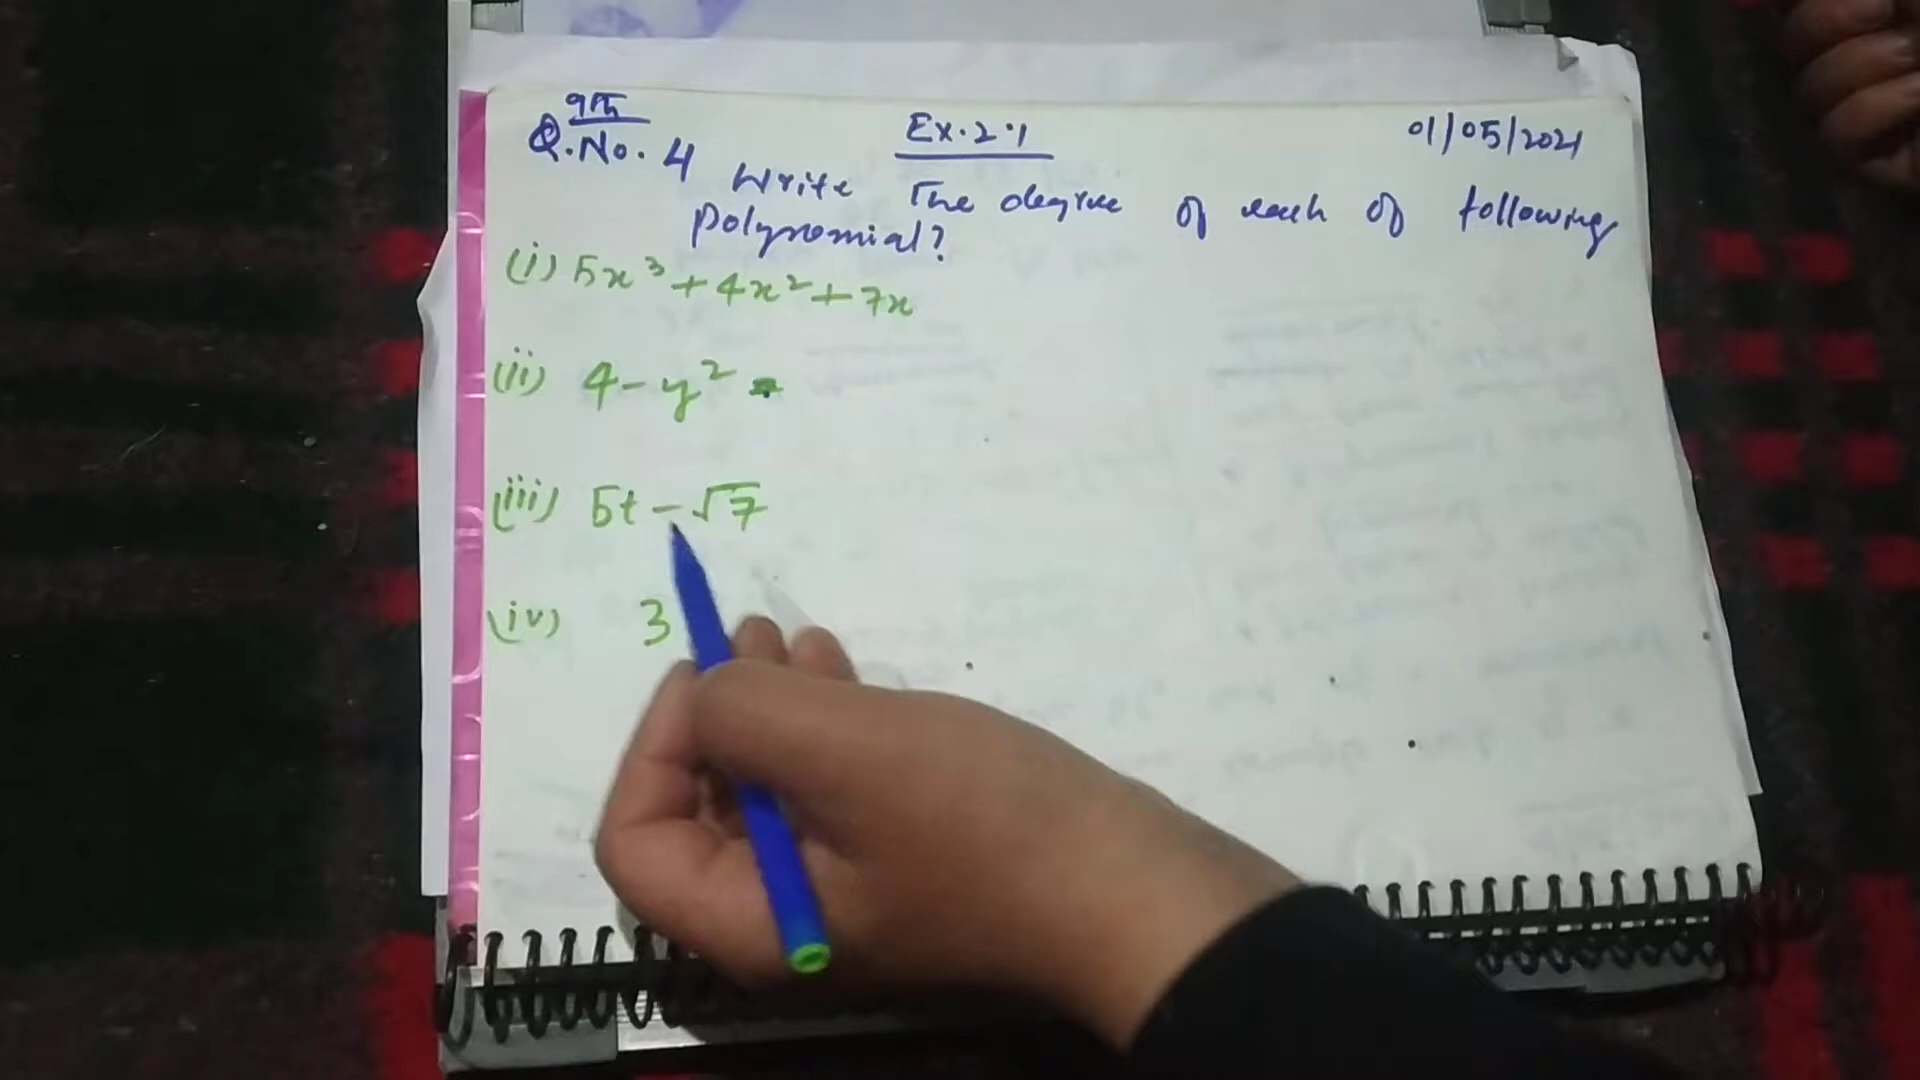 9th Ex.2.1 01/05/2021
Q.No. 4 Write The degree of each of following
polynomial?
(i) 5x³ + 4x² + 7x
(ii) 4 - y²
(iii) 5t - √7
(iv) 3